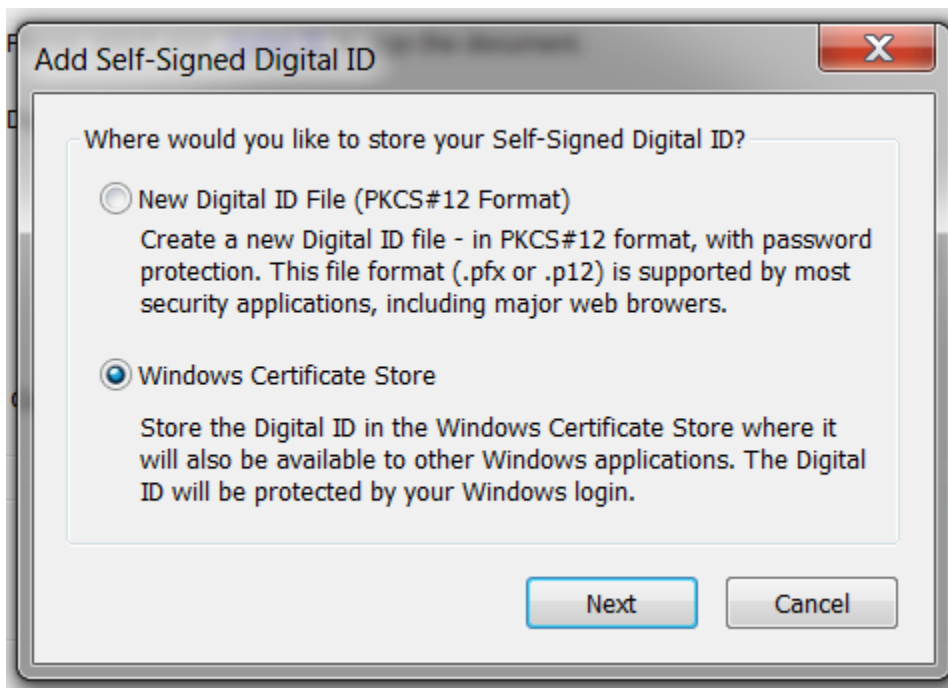 the document.
Add Self-Signed Digital ID
Where would you like to store your Self-Signed Digital ID?
New Digital ID File (PKCS#12 Format)
Create a new Digital ID file - in PKCS#12 format, with password
protection. This file format (.pfx or .p12) is supported by most
security applications, including major web browers.
Windows Certificate Store
Store the Digital ID in the Windows Certificate Store where it
will also be available to other Windows applications. The Digital
ID will be protected by your Windows login.
Next Cancel